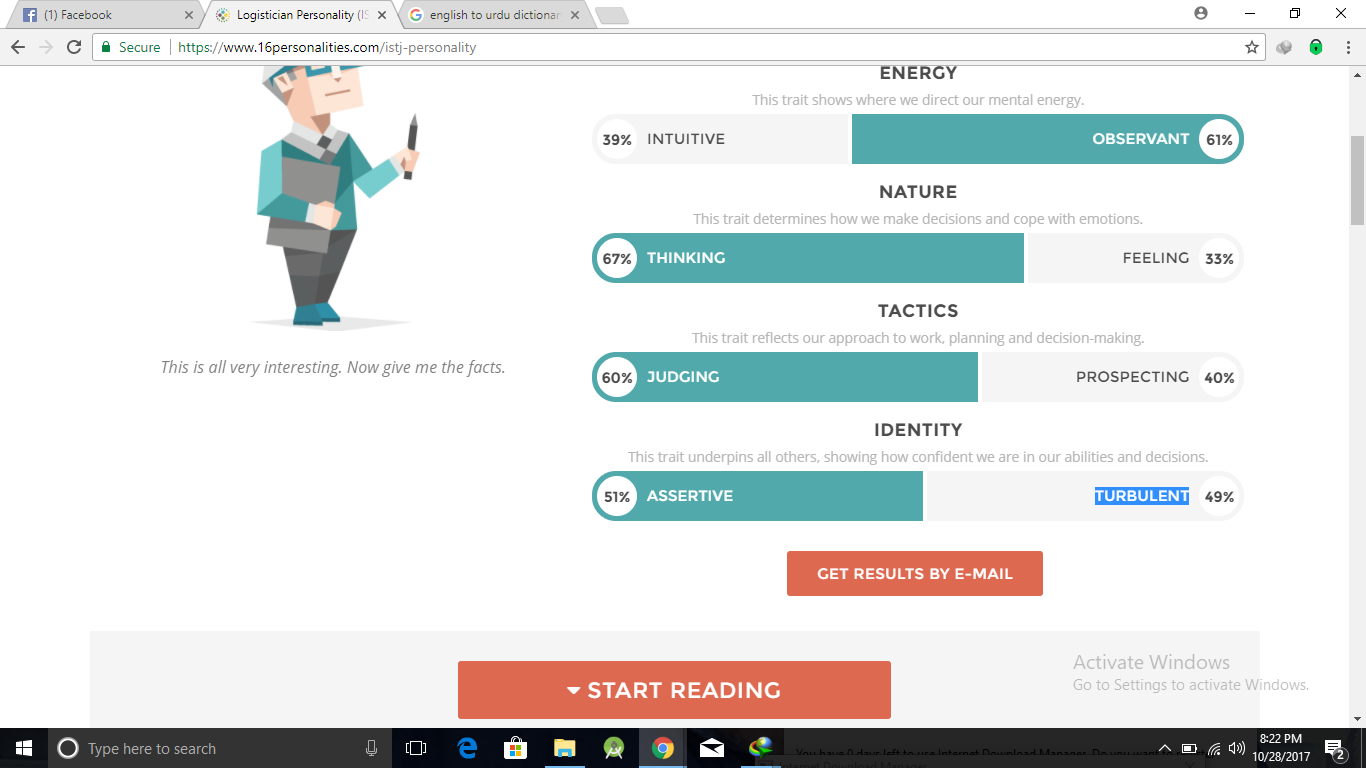 (1) Facebook
Logistician Personality (IS
english to urdu dictionar
Secure
https://www.16personalities.com/istj-personality
ENERGY
This trait shows where we direct our mental energy.
39% INTUITIVE OBSERVANT 61%
NATURE
This trait determines how we make decisions and cope with emotions.
67% THINKING FEELING 33%
TACTICS
This trait reflects our approach to work, planning and decision-making.
This is all very interesting. Now give me the facts.
60% JUDGING PROSPECTING 40%
IDENTITY
This trait underpins all others, showing how confident we are in our abilities and decisions.
51% ASSERTIVE TURBULENT 49%
GET RESULTS BY E-MAIL
START READING
Activate Windows
Go to Settings to activate Windows.
Type here to search
You have 9 days left to use Internet Download Manager. Do you want to
Internet Download Manager
8:22 PM
10/28/2017
2